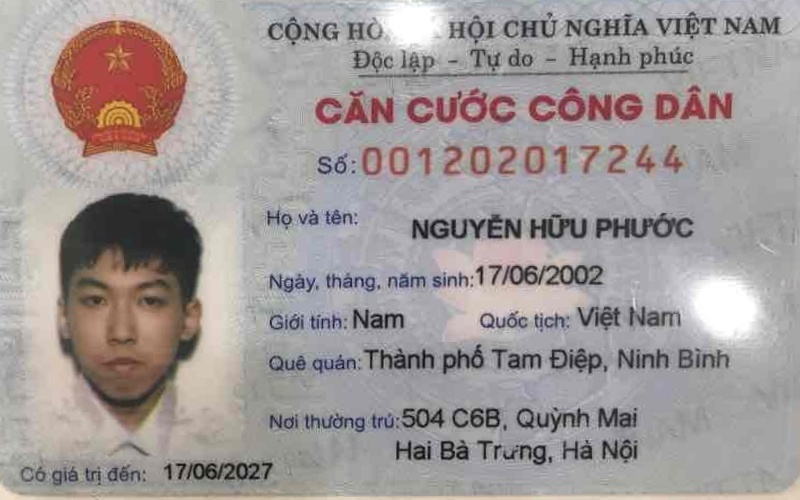 CỘNG HÒ HỘI CHỦ NGHĨA VIỆT NAM
Độc lập - Tự do - Hạnh phúc
CĂN CƯỚC CÔNG DÂN
Số: 001202017244
Họ và tên: NGUYỄN HỮU PHƯỚC
Ngày, tháng, năm sinh: 17/06/2002
Giới tính: Nam Quốc tịch: Việt Nam
Quê quán: Thành phố Tam Điệp, Ninh Bình
Nơi thường trú: 504 C6B, Quỳnh Mai
Hai Bà Trưng, Hà Nội
Có giá trị đến: 17/06/2027